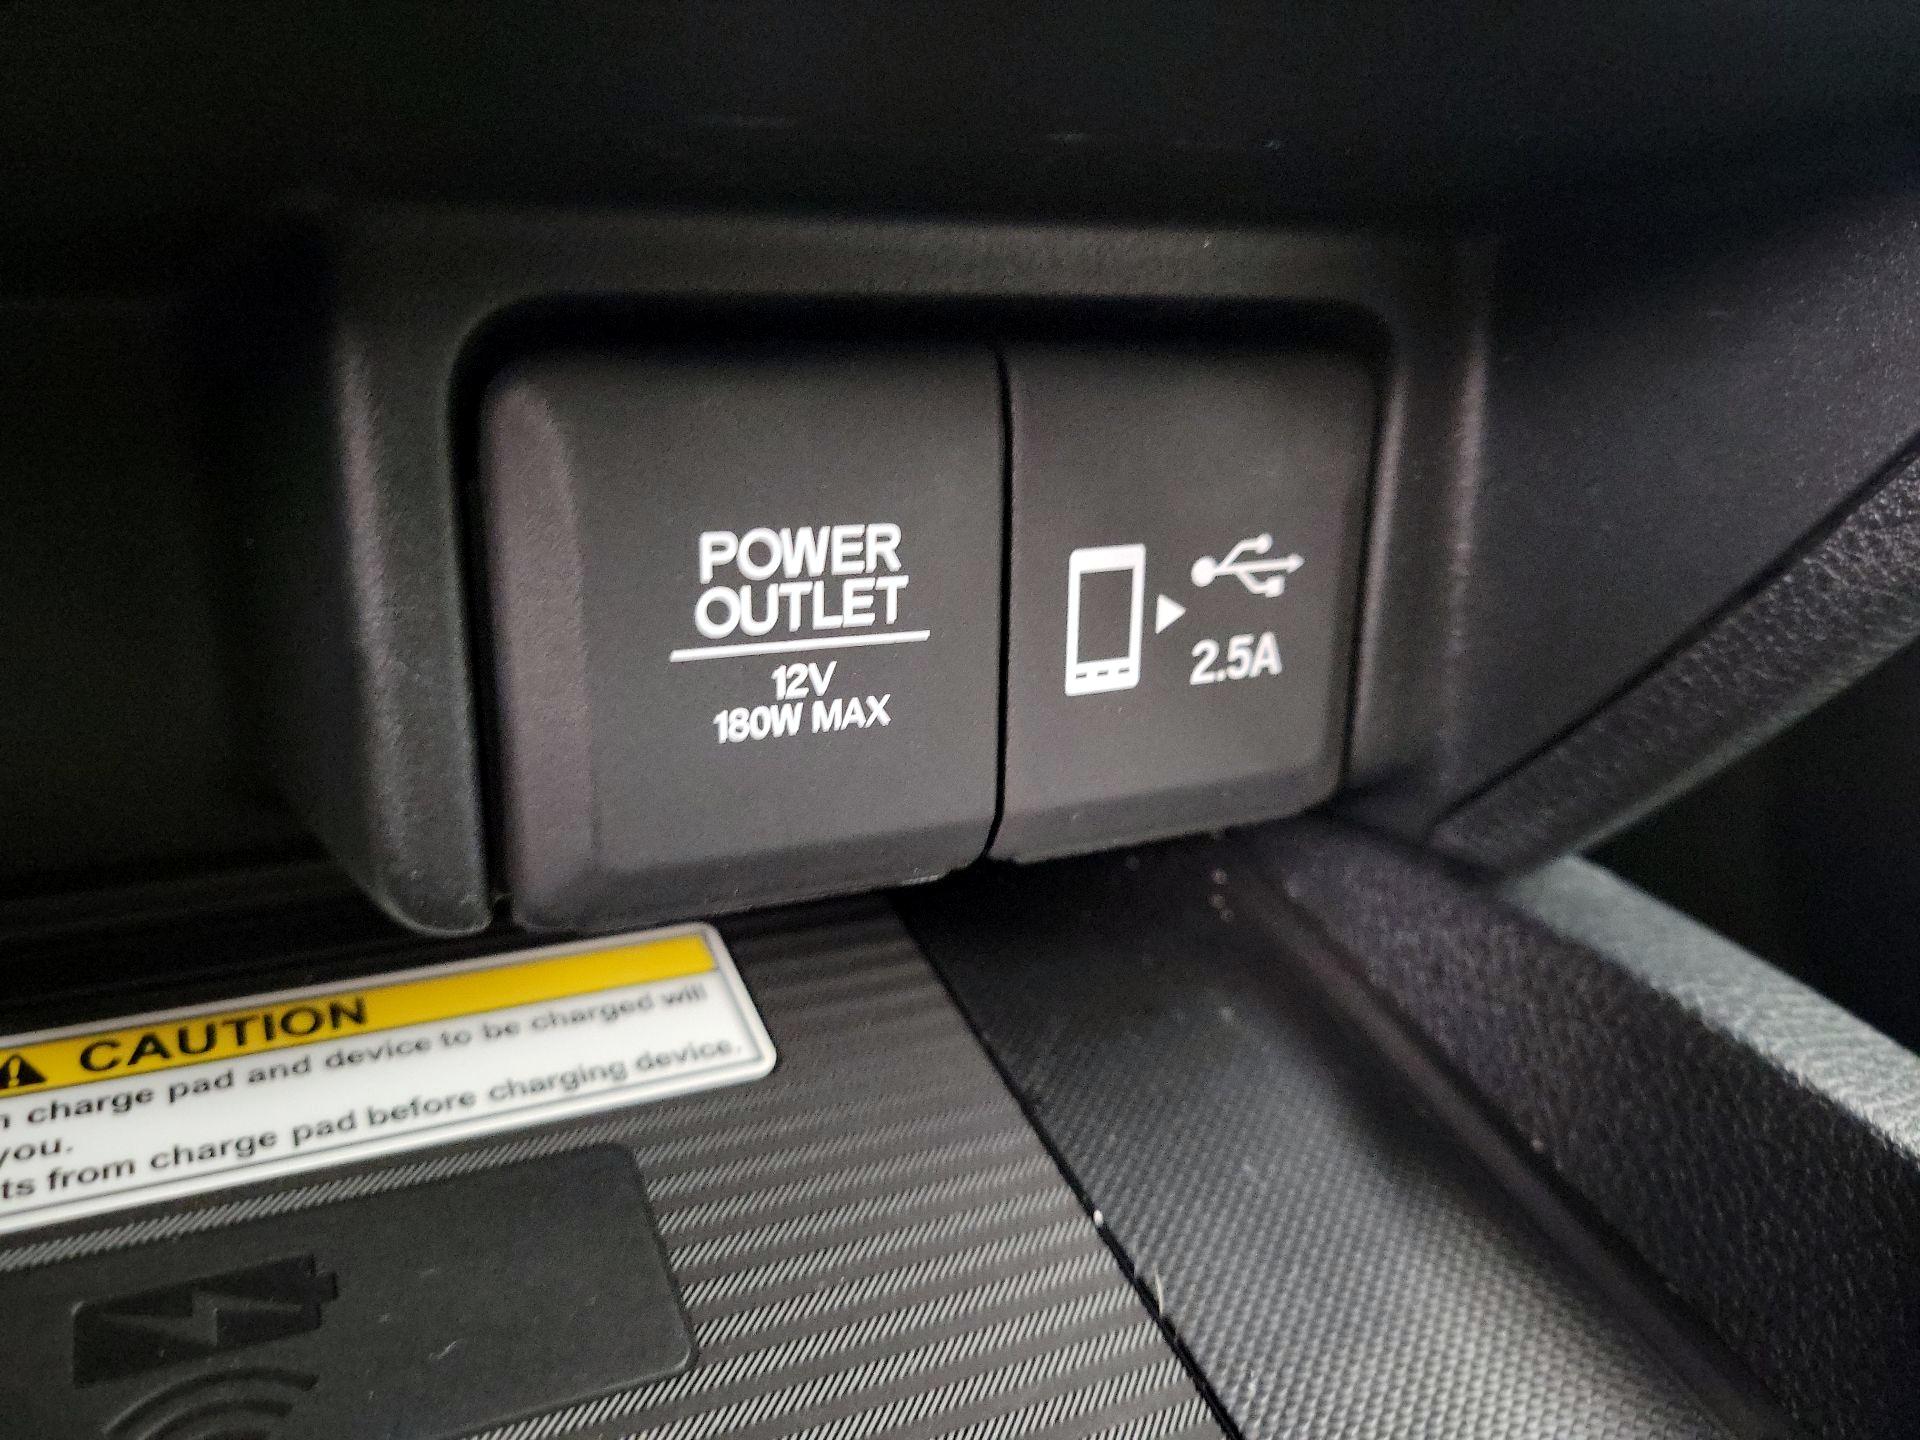 POWER
OUTLET
12V
180W MAX
2.5A
CAUTION
charge pad and device to be charged will
you.
ts from charge pad before charging device.